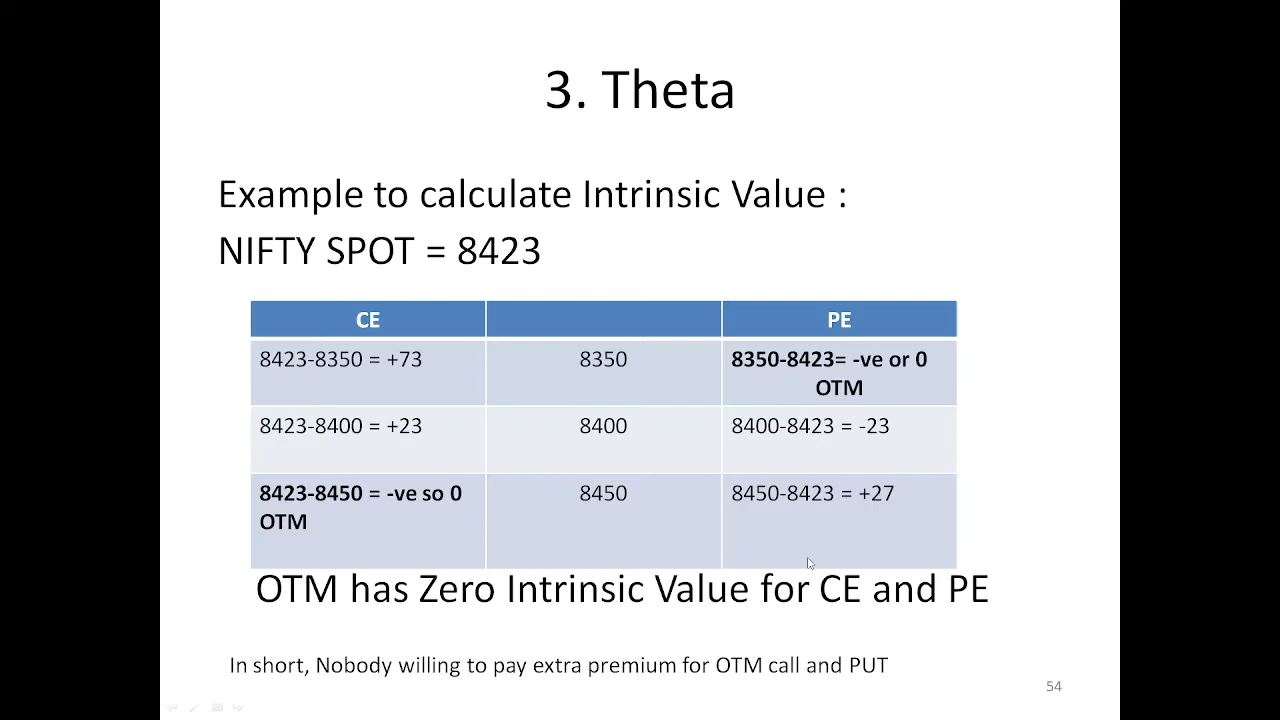 3. Theta
Example to calculate Intrinsic Value :
NIFTY SPOT = 8423
CE PE
8423-8350 = +73 8350 8350-8423= -ve or 0
OTM
8423-8400 = +23 8400 8400-8423 = -23
8423-8450 = -ve so 0 8450 8450-8423 = +27
OTM
OTM has Zero Intrinsic Value for CE and PE
In short, Nobody willing to pay extra premium for OTM call and PUT
54